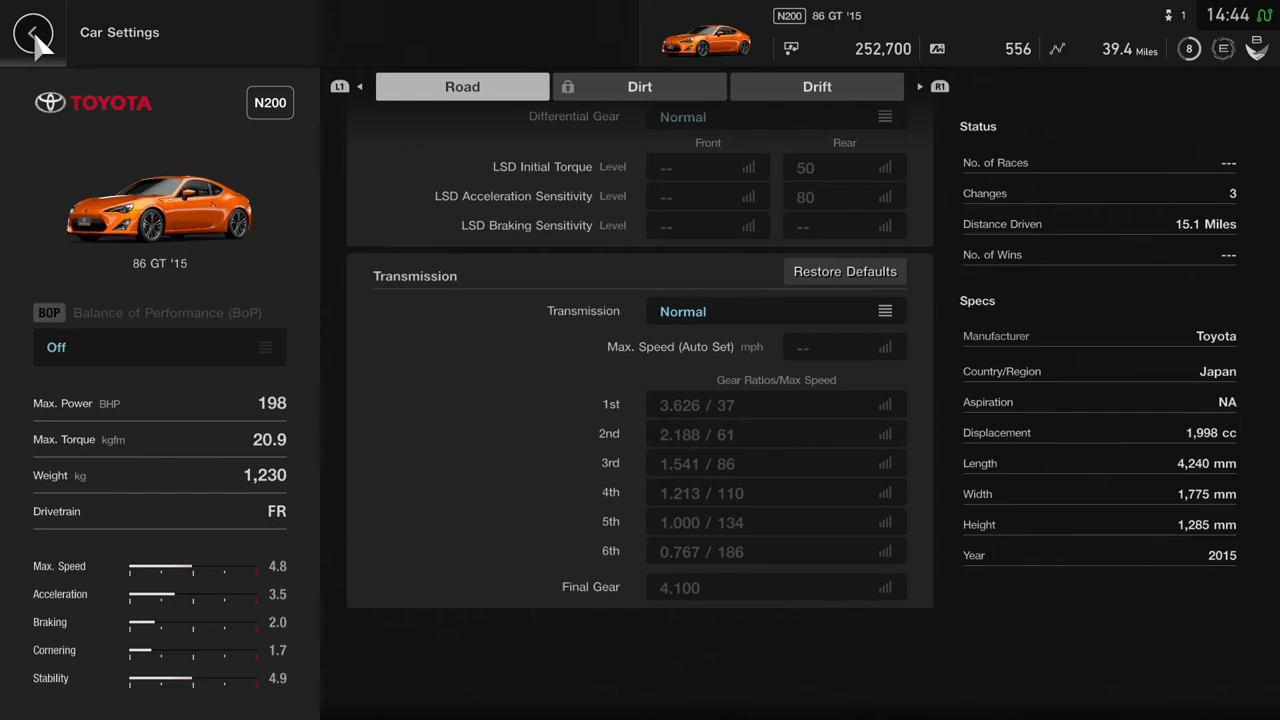 Car Settings
N200 86 GT '15
1 14:44
252,700 556 39.4 Miles 8 E B
TOYOTA N200
86 GT '15
BOP Balance of Performance (BoP)
Off
Max. Power BHP 198
Max. Torque kgfm 20.9
Weight kg 1,230
Drivetrain FR
Max. Speed 4.8
Acceleration 3.5
Braking 2.0
Cornering 1.7
Stability 4.9
L1 Road Dirt Drift R1
Differential Gear Normal
Front Rear
LSD Initial Torque Level -- 50
LSD Acceleration Sensitivity Level -- 80
LSD Braking Sensitivity Level -- --
Transmission Restore Defaults
Transmission Normal
Max. Speed (Auto Set) mph --
Gear Ratios/Max Speed
1st 3.626 / 37
2nd 2.188 / 61
3rd 1.541 / 86
4th 1.213 / 110
5th 1.000 / 134
6th 0.767 / 186
Final Gear 4.100
Status
No. of Races ---
Changes 3
Distance Driven 15.1 Miles
No. of Wins ---
Specs
Manufacturer Toyota
Country/Region Japan
Aspiration NA
Displacement 1,998 cc
Length 4,240 mm
Width 1,775 mm
Height 1,285 mm
Year 2015